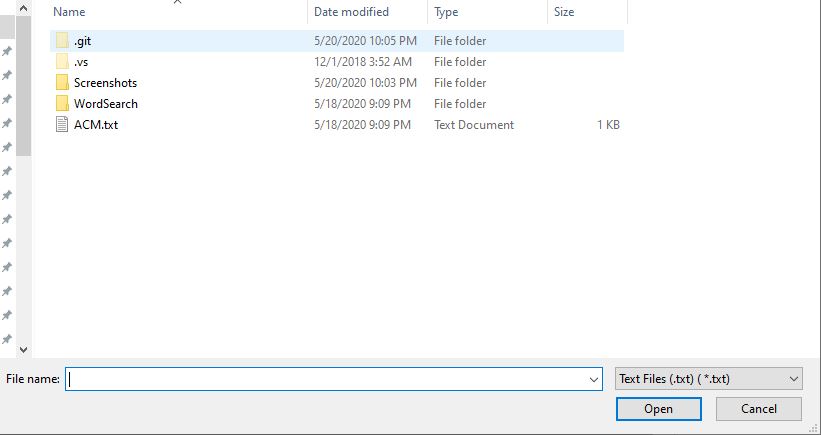 Name Date modified Type Size
.git 5/20/2020 10:05 PM File folder
.vs 12/1/2018 3:52 AM File folder
Screenshots 5/20/2020 10:03 PM File folder
WordSearch 5/18/2020 9:09 PM File folder
ACM.txt 5/18/2020 9:09 PM Text Document 1 KB
File name: Text Files (.txt) ( *.txt)
Open Cancel